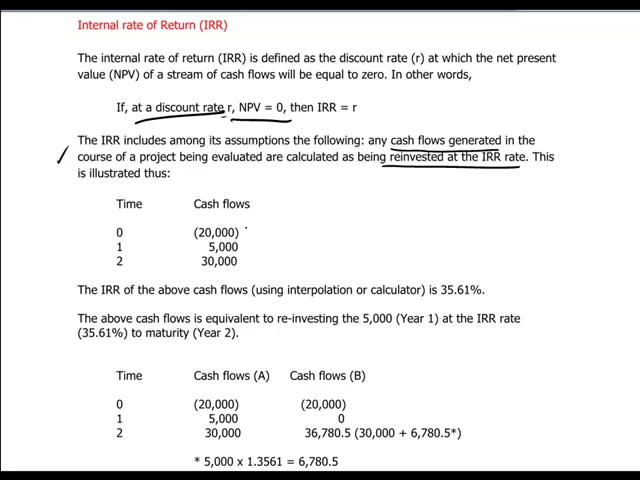 Internal rate of Return (IRR)
The internal rate of return (IRR) is defined as the discount rate (r) at which the net present
value (NPV) of a stream of cash flows will be equal to zero. In other words,
If, at a discount rate r, NPV = 0, then IRR = r
The IRR includes among its assumptions the following: any cash flows generated in the
course of a project being evaluated are calculated as being reinvested at the IRR rate. This
is illustrated thus:
Time Cash flows
0 (20,000)
1 5,000
2 30,000
The IRR of the above cash flows (using interpolation or calculator) is 35.61%.
The above cash flows is equivalent to re-investing the 5,000 (Year 1) at the IRR rate
(35.61%) to maturity (Year 2).
Time Cash flows (A) Cash flows (B)
0 (20,000) (20,000)
1 5,000 0
2 30,000 36,780.5 (30,000 + 6,780.5*)
* 5,000 x 1.3561 = 6,780.5